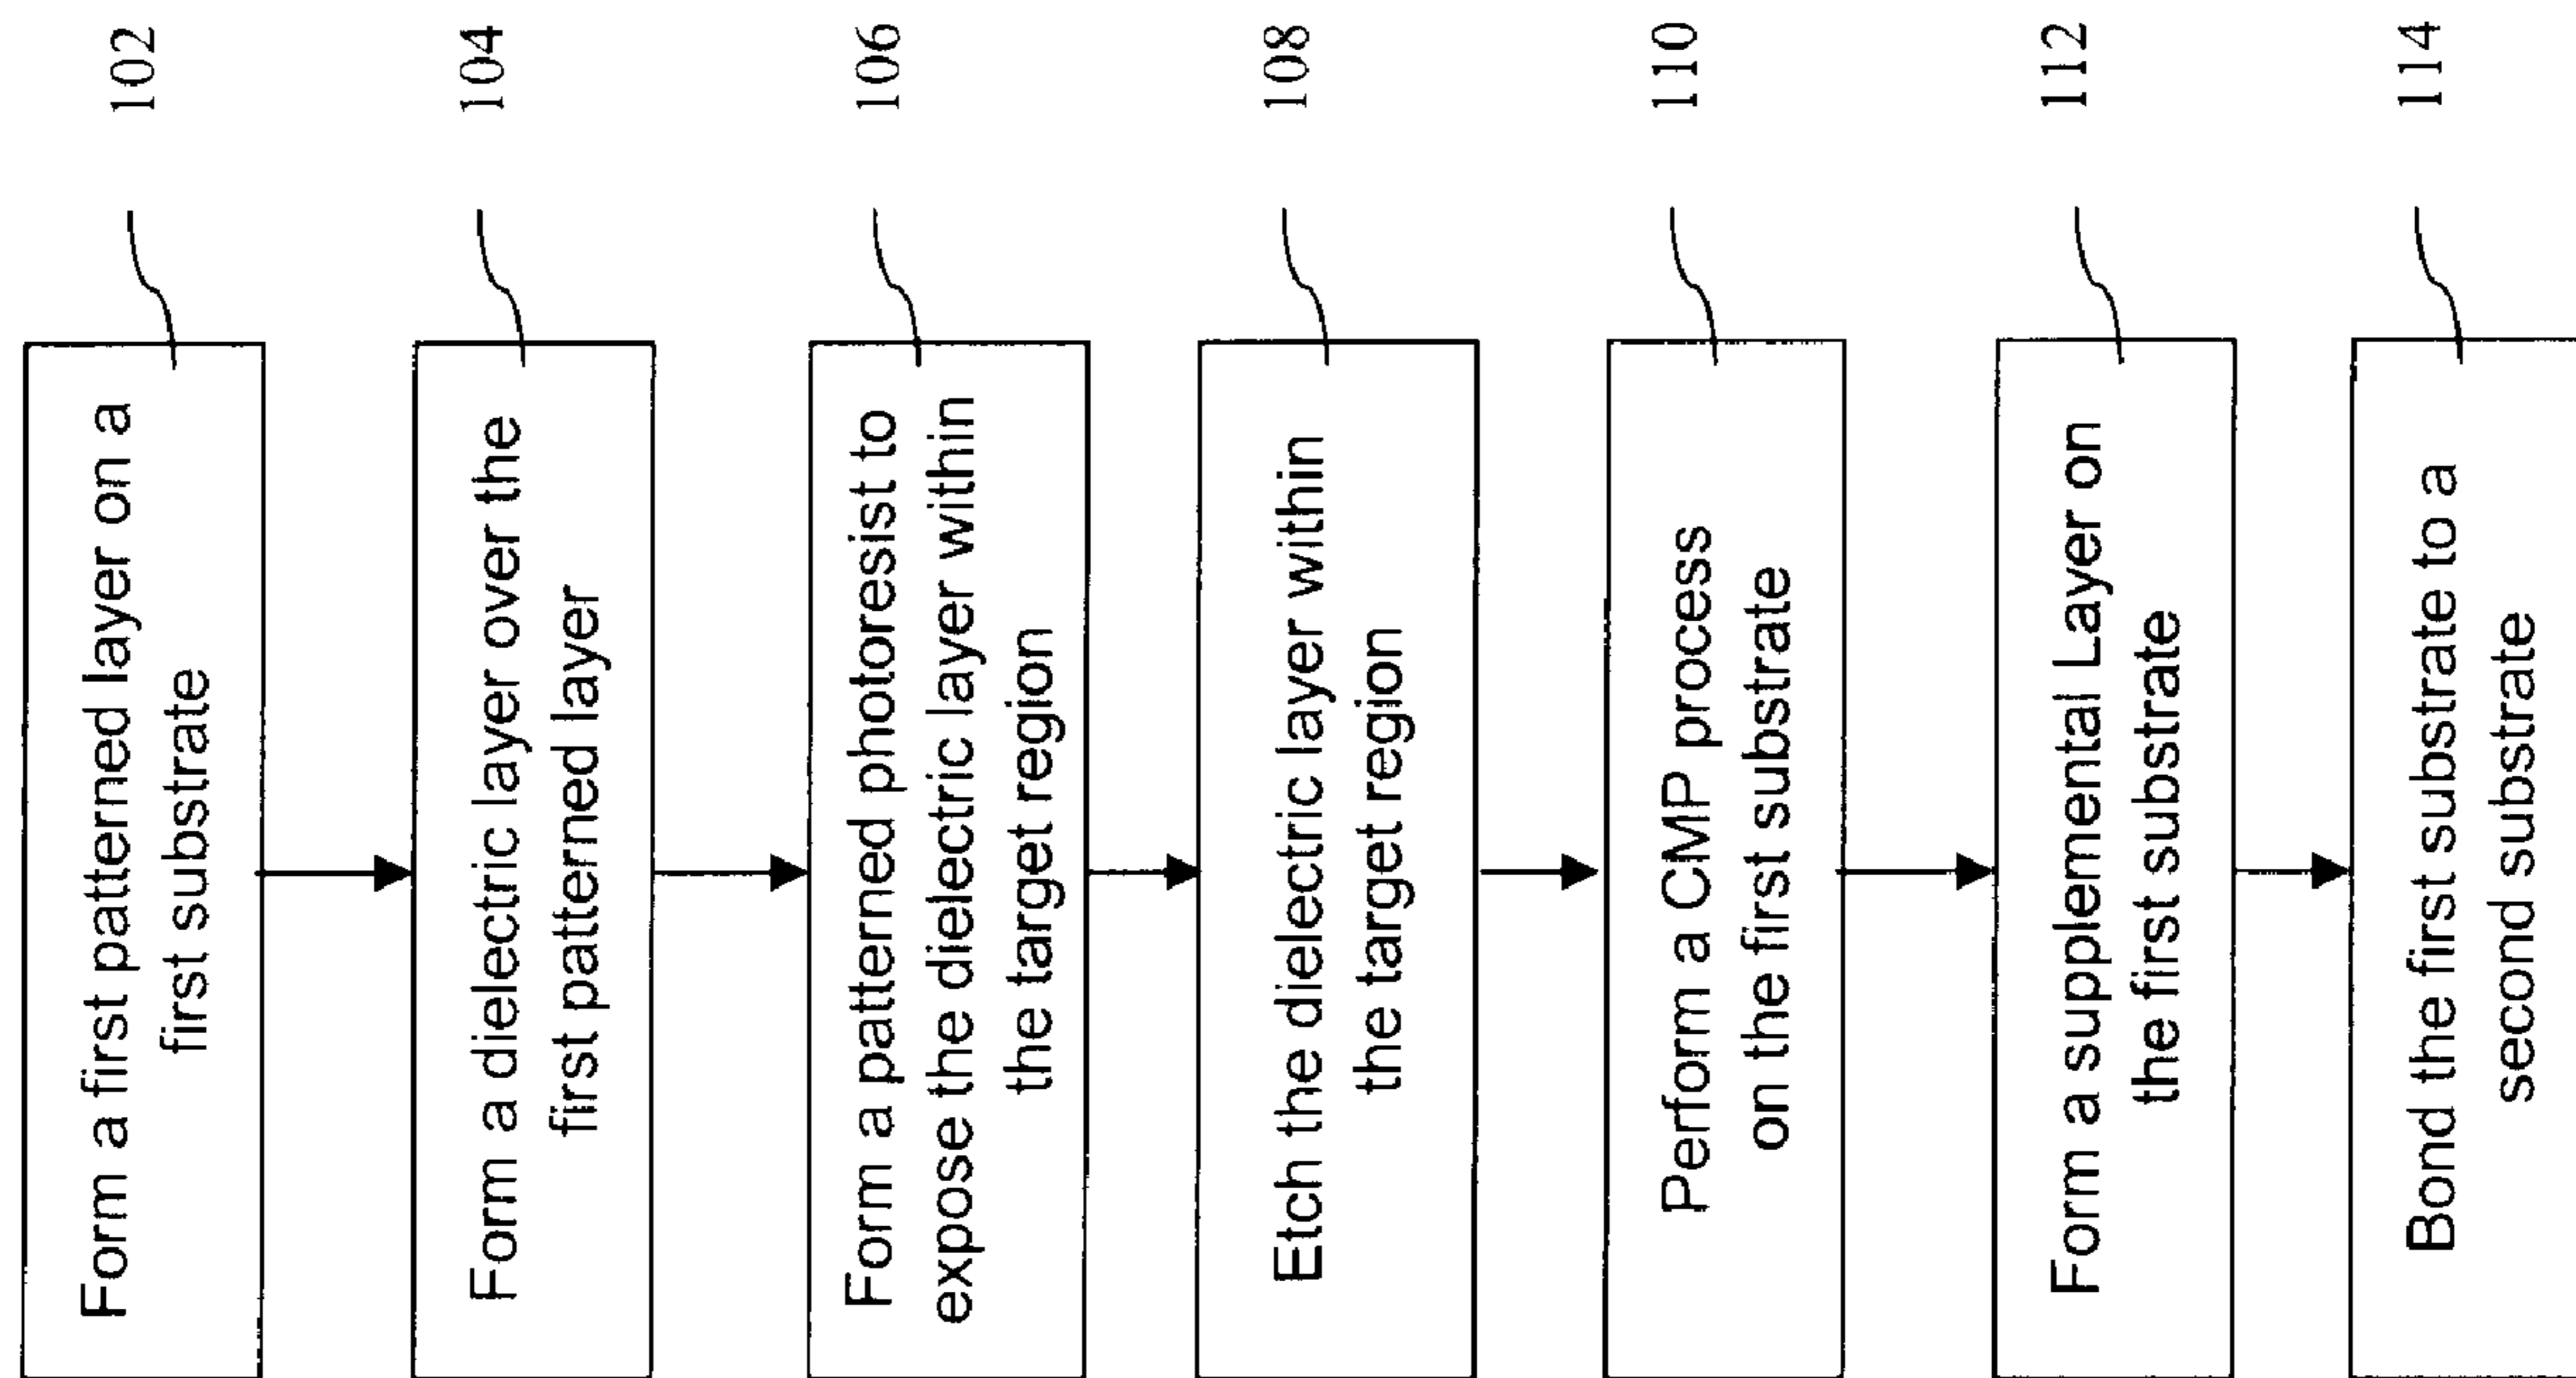 Form a first patterned layer on a
first substrate
102
Form a dielectric layer over the
first patterned layer
104
Form a patterned photoresist to
expose the dielectric layer within
the target region
106
Etch the dielectric layer within
the target region
108
Perform a CMP process
on the first substrate
110
Form a supplemental Layer on
the first substrate
112
Bond the first substrate to a
second substrate
114